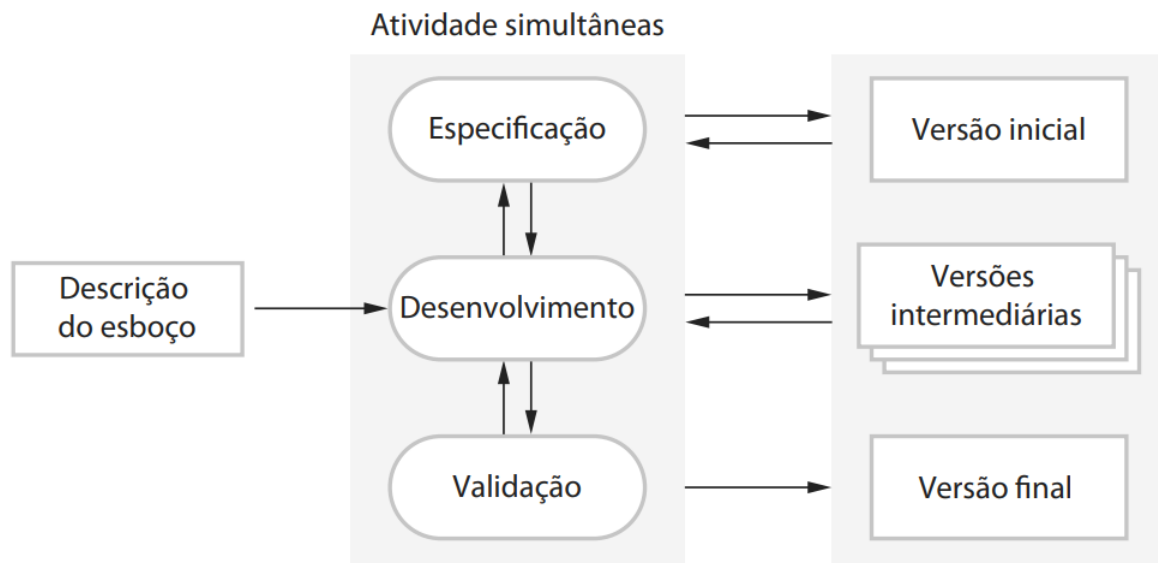 Atividade simultâneas
Especificação
Versão inicial
Descrição
do esboço
Desenvolvimento
Versões
intermediárias
Validação
Versão final